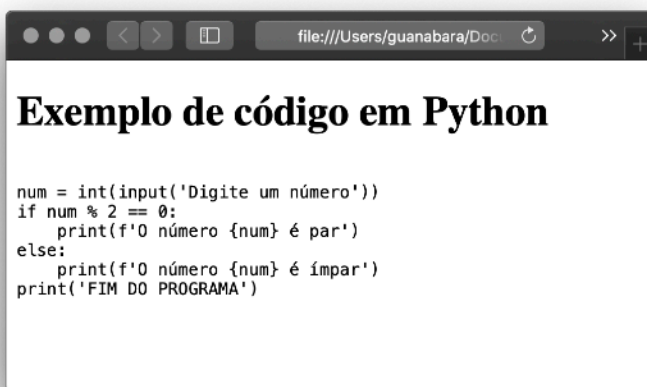 file:///Users/guanabara/Doc
Exemplo de código em Python
num = int(input('Digite um número'))
if num % 2 == 0:
    print(f'O número {num} é par')
else:
    print(f'O número {num} é ímpar')
print('FIM DO PROGRAMA')